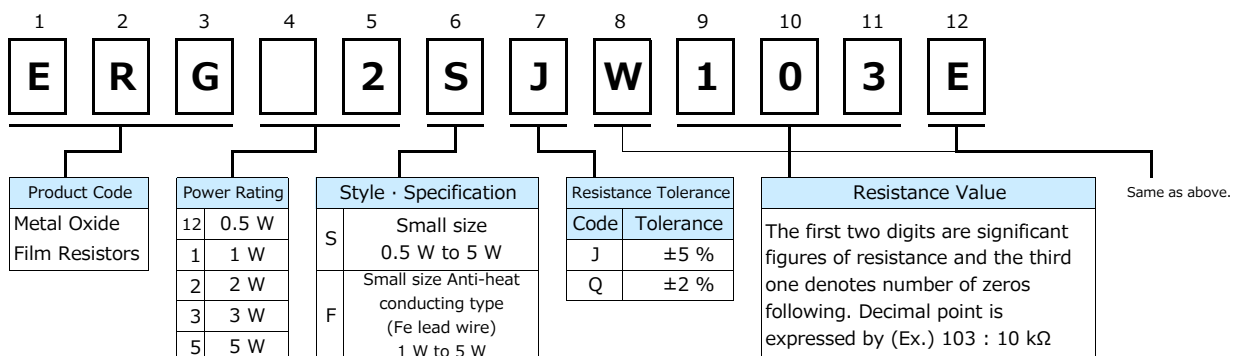 1 2 3 4 5 6 7 8 9 10 11 12
E R G 2 S J W 1 0 3 E
Product Code
Metal Oxide
Film Resistors
Power Rating
12 0.5 W
1 1 W
2 2 W
3 3 W
5 5 W
Style · Specification
S Small size
0.5 W to 5 W
F Small size Anti-heat
conducting type
(Fe lead wire)
1 W to 5 W
Resistance Tolerance
Code Tolerance
J ±5 %
Q ±2 %
Resistance Value
The first two digits are significant
figures of resistance and the third
one denotes number of zeros
following. Decimal point is
expressed by (Ex.) 103 : 10 kΩ
Same as above.